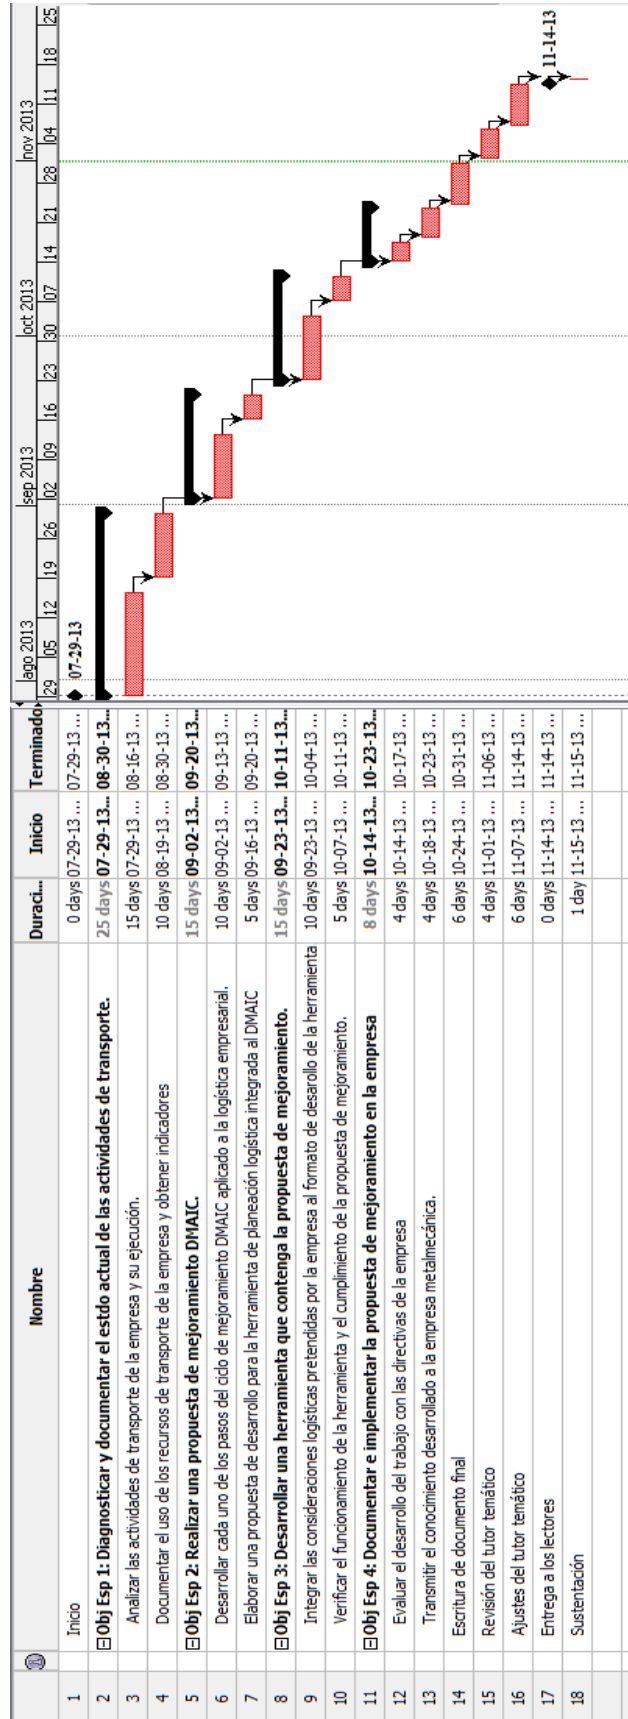 Nombre Duraci... Inicio Terminado
ago 2013 sep 2013 oct 2013 nov 2013
29 05 12 19 26 02 09 16 23 30 07 14 21 28 04 11 18 25
1 Inicio 0 days 07-29-13 ... 07-29-13 ... 07-29-13
2 Obj Esp 1: Diagnosticar y documentar el estdo actual de las actividades de transporte. 25 days 07-29-13... 08-30-13...
3 Analizar las actividades de transporte de la empresa y su ejecución. 15 days 07-29-13 ... 08-16-13 ...
4 Documentar el uso de los recursos de transporte de la empresa y obtener indicadores 10 days 08-19-13 ... 08-30-13 ...
5 Obj Esp 2: Realizar una propuesta de mejoramiento DMAIC. 15 days 09-02-13... 09-20-13...
6 Desarrollar cada uno de los pasos del ciclo de mejoramiento DMAIC aplicado a la logística empresarial. 10 days 09-02-13 ... 09-13-13 ...
7 Elaborar una propuesta de desarrollo para la herramienta de planeación logística integrada al DMAIC 5 days 09-16-13 ... 09-20-13 ...
8 Obj Esp 3: Desarrollar una herramienta que contenga la propuesta de mejoramiento. 15 days 09-23-13... 10-11-13...
9 Integrar las consideraciones logísticas pretendidas por la empresa al formato de desarollo de la herramienta 10 days 09-23-13 ... 10-04-13 ...
10 Verificar el funcionamiento de la herramienta y el cumplimiento de la propuesta de mejoramiento. 5 days 10-07-13 ... 10-11-13 ...
11 Obj Esp 4: Documentar e implementar la propuesta de mejoramiento en la empresa 8 days 10-14-13... 10-23-13...
12 Evaluar el desarrollo del trabajo con las directivas de la empresa 4 days 10-14-13 ... 10-17-13 ...
13 Transmitir el conocimiento desarrollado a la empresa metalmecánica. 4 days 10-18-13 ... 10-23-13 ...
14 Escritura de documento final 6 days 10-24-13 ... 10-31-13 ...
15 Revisión del tutor temático 4 days 11-01-13 ... 11-06-13 ...
16 Ajustes del tutor temático 6 days 11-07-13 ... 11-14-13 ...
17 Entrega a los lectores 0 days 11-14-13 ... 11-14-13 ... 11-14-13
18 Sustentación 1 day 11-15-13 ... 11-15-13 ...